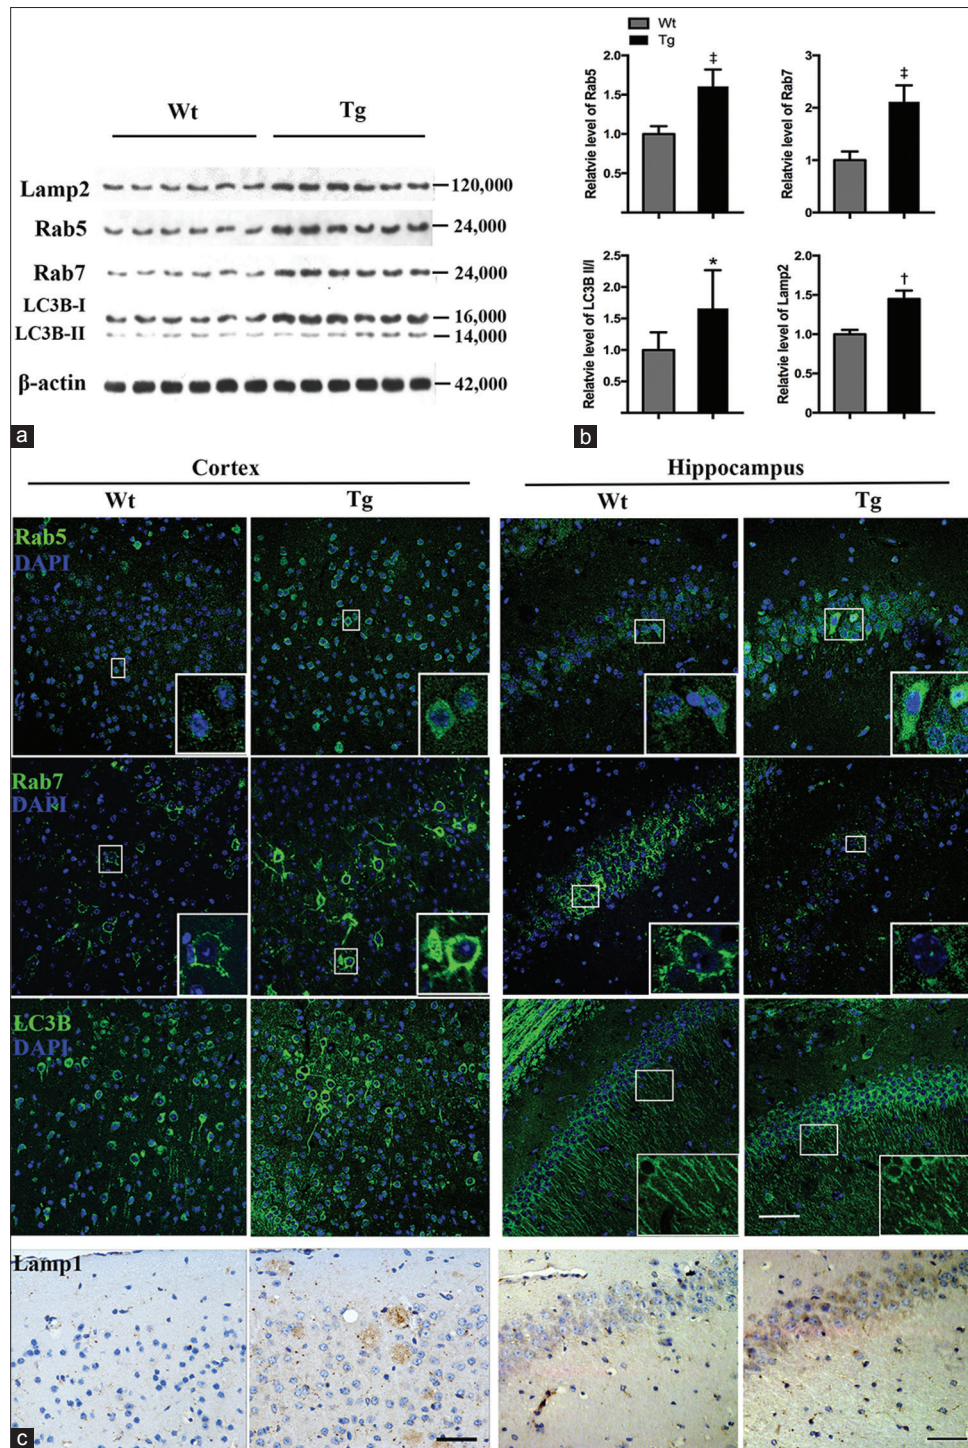 Wt
Tg
Lamp2
120,000
Rab5
24,000
Rab7
24,000
LC3B-I
16,000
LC3B-II
14,000
β-actin
42,000
a
Wt
Tg
Relatvie level of Rab5
2.0
1.5
1.0
0.5
‡
Relatvie level of Rab7
3
2
1
0
‡
Relatvie level of LC3B II/I
2.5
2.0
1.5
1.0
0.5
*
Relatvie level of Lamp2
2.0
1.5
1.0
0.5
0
†
b
Cortex
Hippocampus
Wt
Tg
Wt
Tg
Rab5
DAPI
Rab7
DAPI
LC3B
DAPI
Lamp1
c